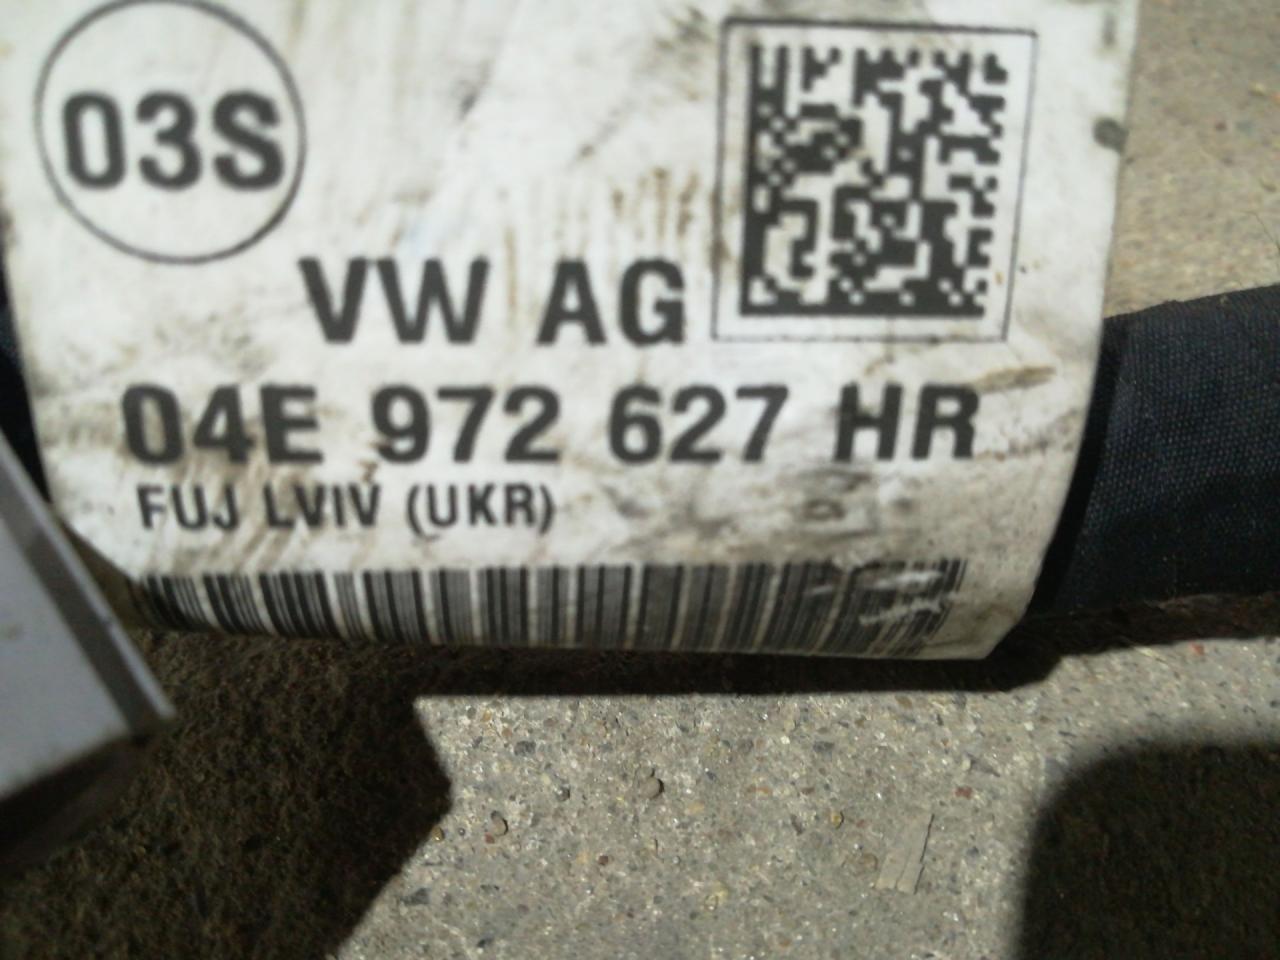 03S
VW AG
04E 972 627 HR
FUJ LVIV (UKR)